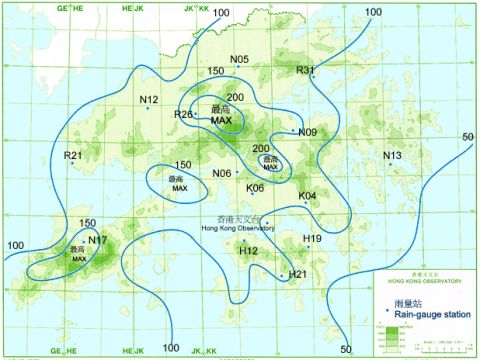 GE HE
HE JK
JK KK
100
100
N05
R31
150
N12
200
最高
MAX
R26
N09
50
200
R21
150
最高
MAX
N13
N06
最高
MAX
K06
K04
150
香港天文台
Hong Kong Observatory
N17
100
最高
MAX
H12
H19
H21
香港天文台
HONG KONG OBSERVATORY
雨量站
Rain-gauge station
GE HE
HE JK
JK KK
100
50